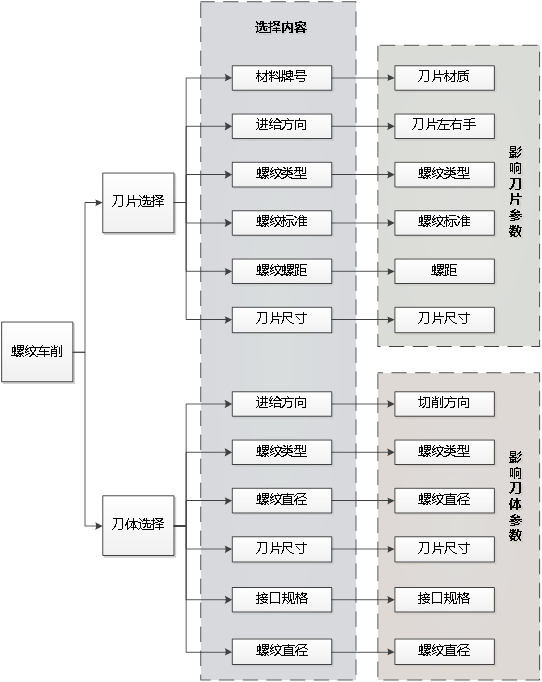 选择内容
材料牌号
刀片材质
进给方向
刀片左右手
螺纹类型
螺纹类型
螺纹标准
螺纹标准
螺纹螺距
螺距
刀片尺寸
刀片尺寸
影响刀片参数
刀片选择
螺纹车削
刀体选择
进给方向
切削方向
螺纹类型
螺纹类型
螺纹直径
螺纹直径
刀片尺寸
刀片尺寸
接口规格
接口规格
螺纹直径
螺纹直径
影响刀体参数